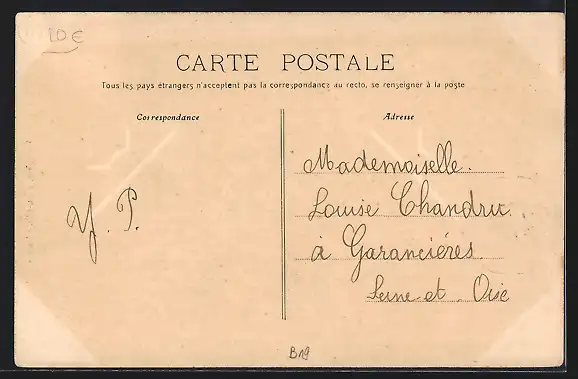 20€
CARTE POSTALE
Tous les pays étrangers n'acceptent pas la correspondance au recto, se renseigner à la poste
Correspondance
Y. P.
Adresse
Mademoiselle.
Louise Chandru.
à Garancières.
Seine-et-Oise
B19